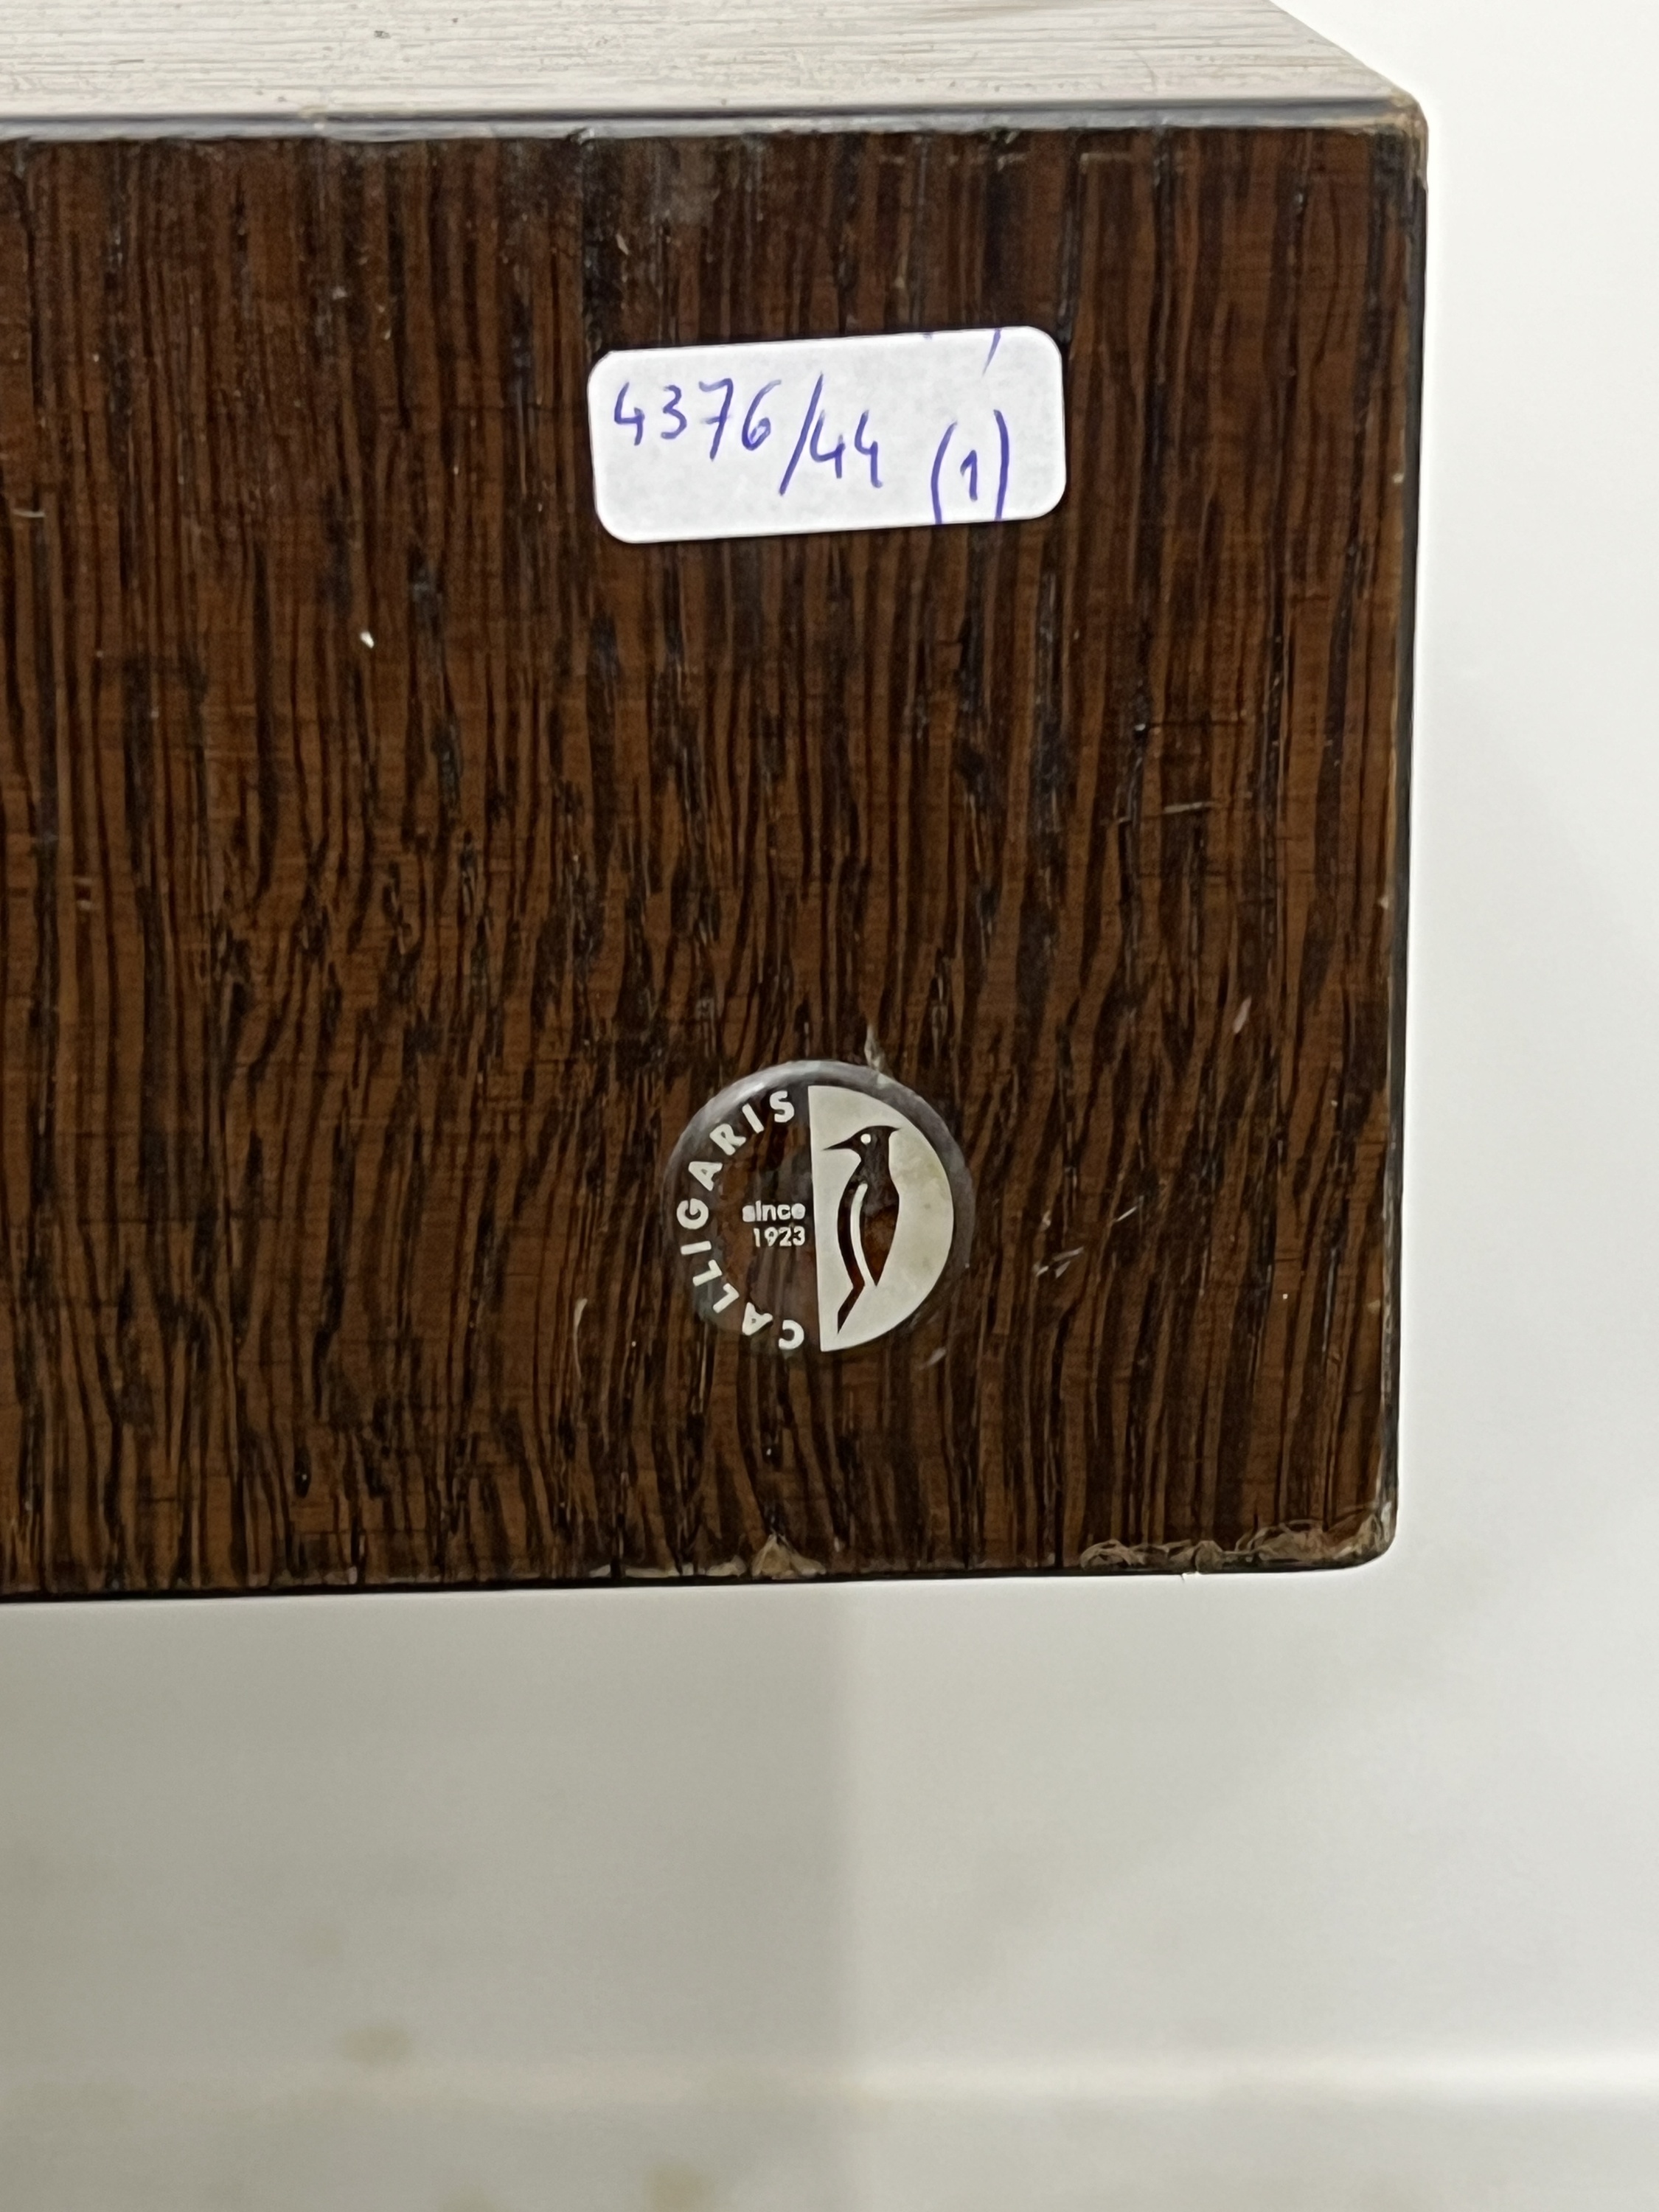 4376/44 (1)
CALLIGARIS
since
1923